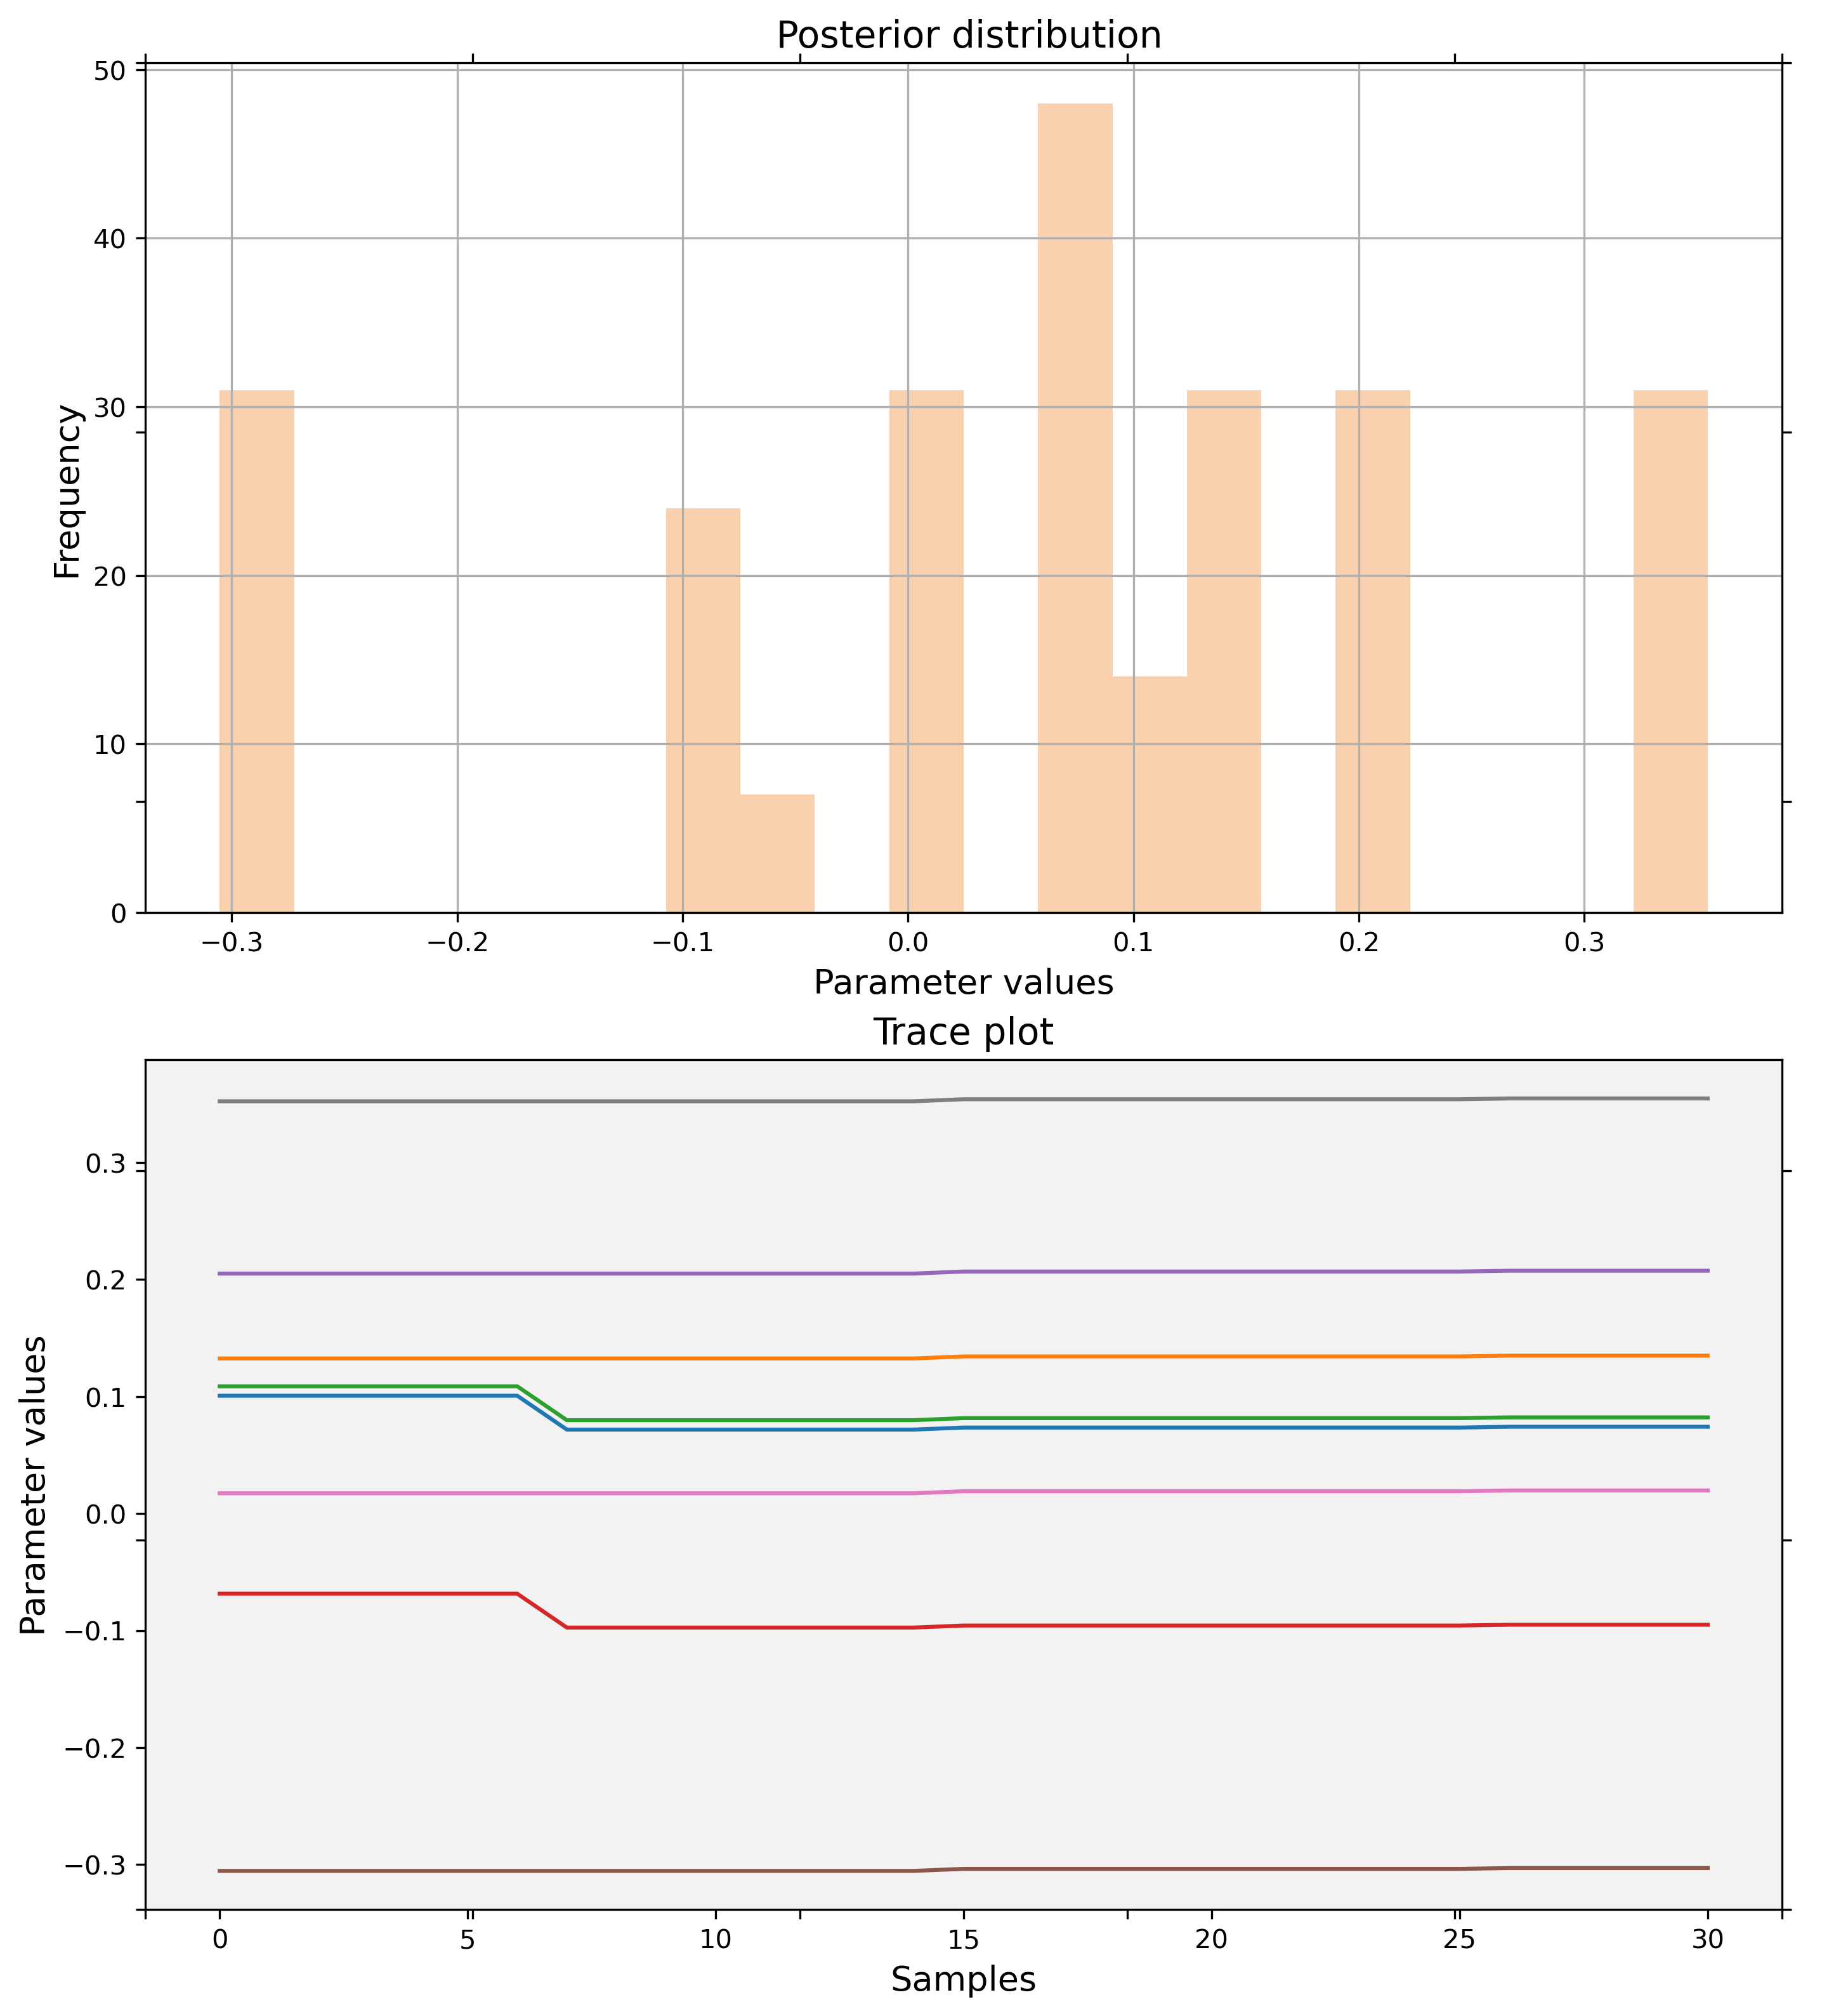 Posterior distribution
50
40
30
20
10
0
Frequency
−0.3 −0.2 −0.1 0.0 0.1 0.2 0.3
Parameter values
Trace plot
0.3
0.2
0.1
0.0
−0.1
−0.2
−0.3
Parameter values
0 5 10 15 20 25 30
Samples